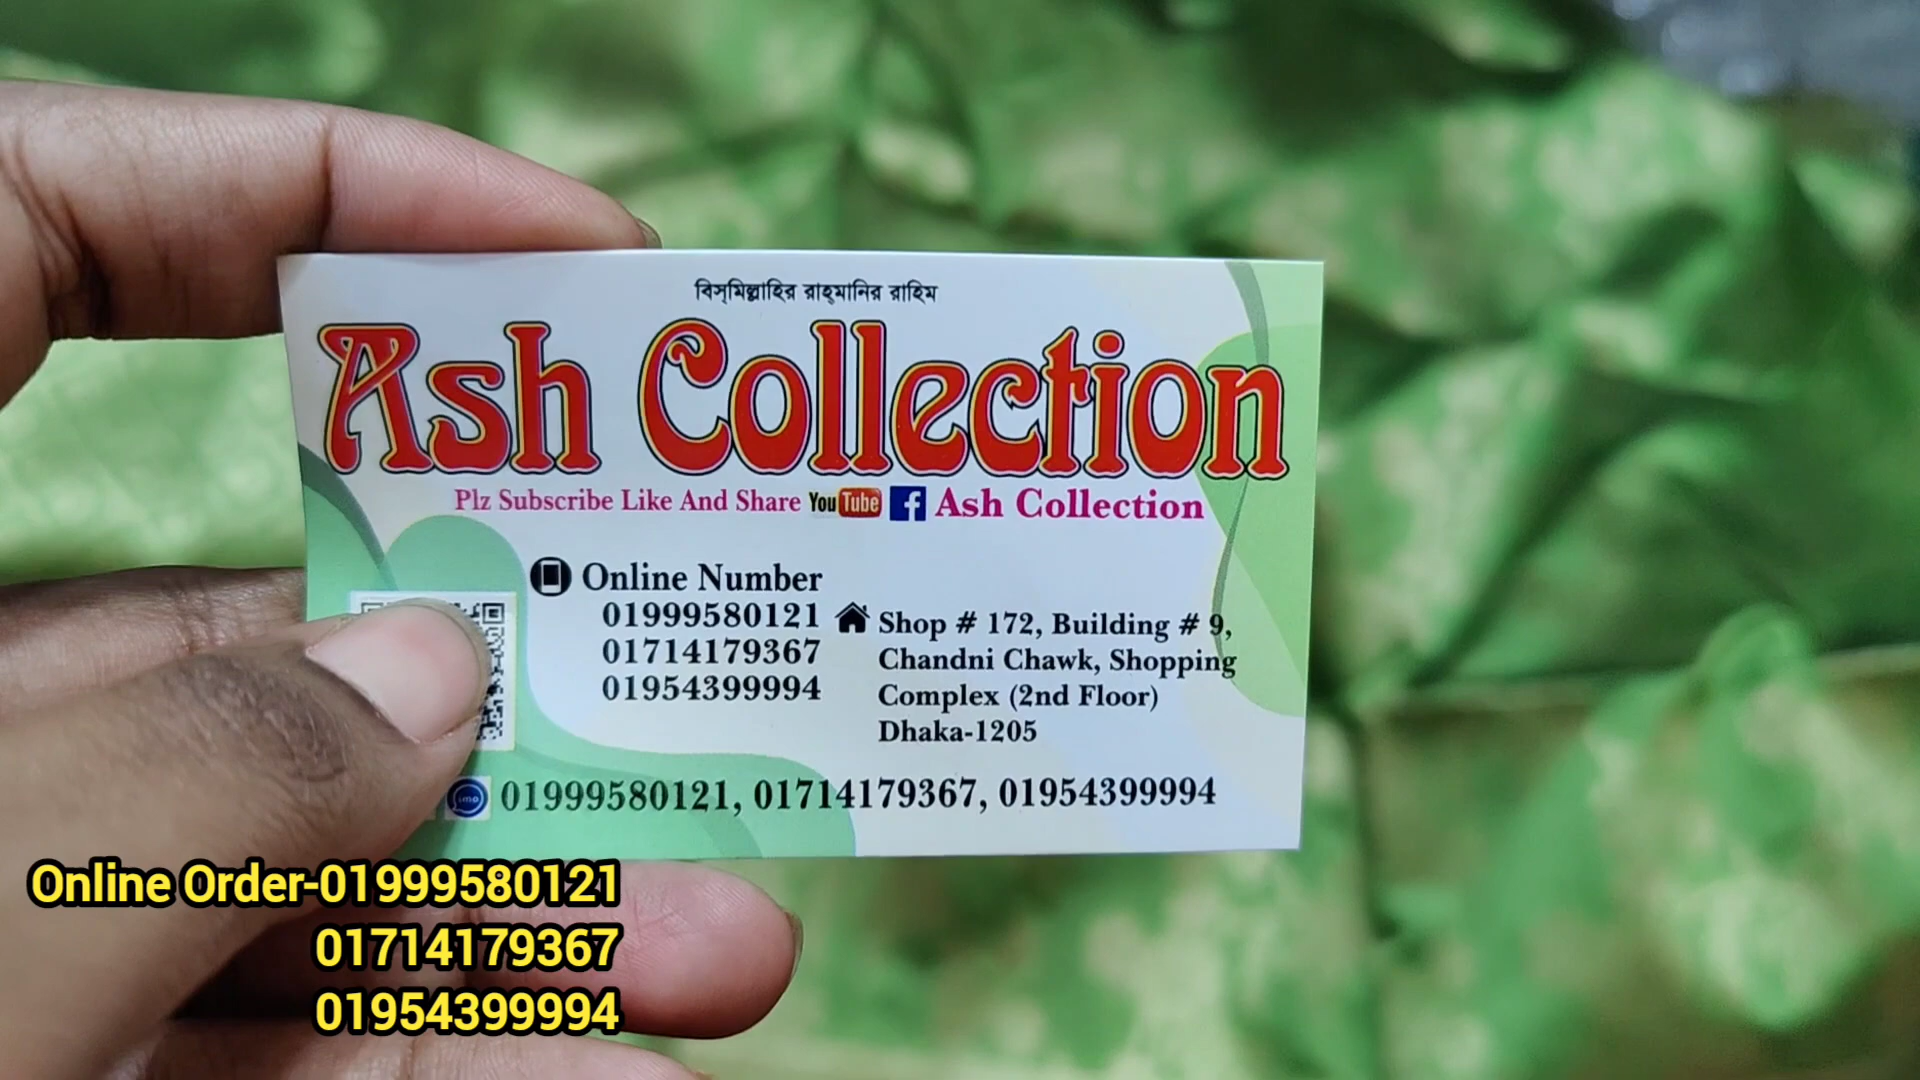 বিস্‌মিল্লাহির রাহ্‌মানির রাহিম
Ash Collection
Plz Subscribe Like And Share YouTube f Ash Collection
Online Number
01999580121
01714179367
01954399994
Shop # 172, Building # 9,
Chandni Chawk, Shopping
Complex (2nd Floor)
Dhaka-1205
imo 01999580121, 01714179367, 01954399994
Online Order-01999580121
01714179367
01954399994